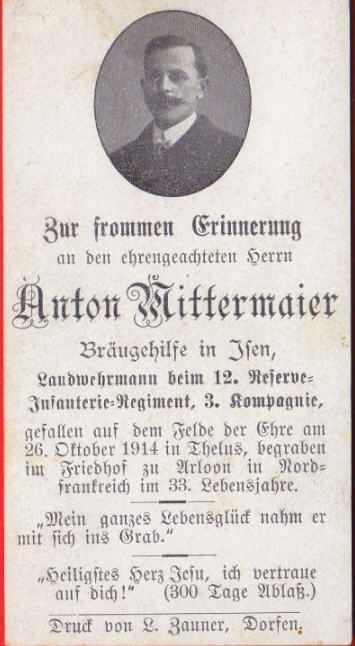 Zur frommen Erinnerung
an den ehrengeachteten Herrn
Anton Mittermaier
Bräugehilfe in Isen,
Landwehrmann beim 12. Reserve-
Infanterie-Regiment, 3. Kompagnie,
gefallen auf dem Felde der Ehre am
26. Oktober 1914 in Thelus, begraben
im Friedhof zu Arloon in Nord-
frankreich im 33. Lebensjahre.
„Mein ganzes Lebensglück nahm er
mit sich ins Grab.“
„Heiligstes Herz Jesu, ich vertraue
auf dich!“ (300 Tage Ablaß.)
Druck von L. Zauner, Dorfen.